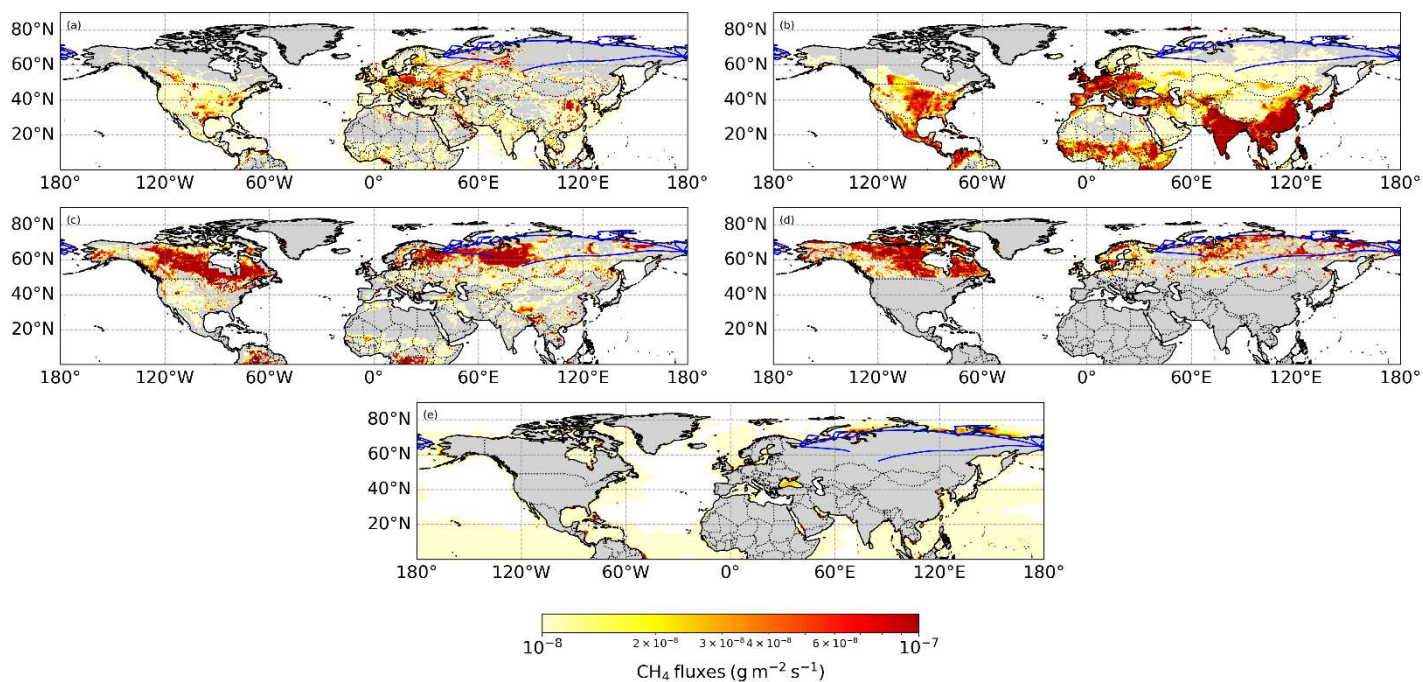 80°N (a)
60°N
40°N
20°N
180° 120°W 60°W 0° 60°E 120°E 180°
80°N (b)
60°N
40°N
20°N
180° 120°W 60°W 0° 60°E 120°E 180°
80°N (c)
60°N
40°N
20°N
180° 120°W 60°W 0° 60°E 120°E 180°
80°N (d)
60°N
40°N
20°N
180° 120°W 60°W 0° 60°E 120°E 180°
80°N (e)
60°N
40°N
20°N
180° 120°W 60°W 0° 60°E 120°E 180°
10⁻⁸ 2×10⁻⁸ 3×10⁻⁸ 4×10⁻⁸ 6×10⁻⁸ 10⁻⁷
CH₄ fluxes (g m⁻² s⁻¹)